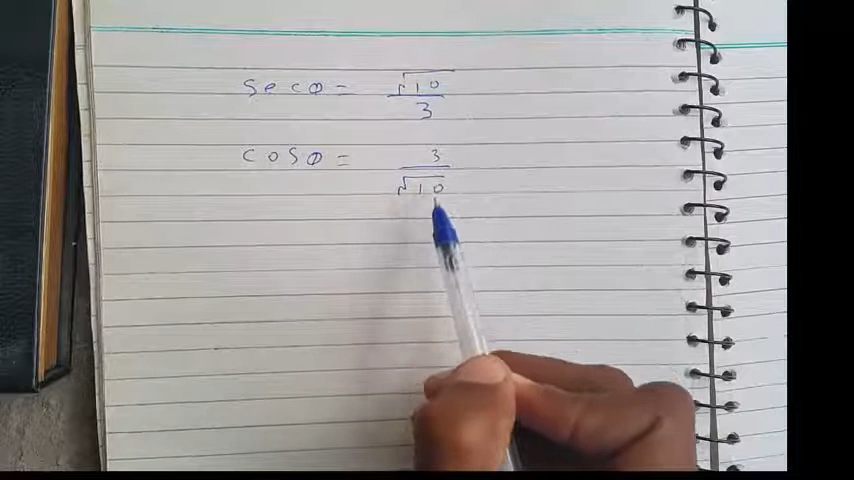 secθ = √10/3
cosθ = 3/√10